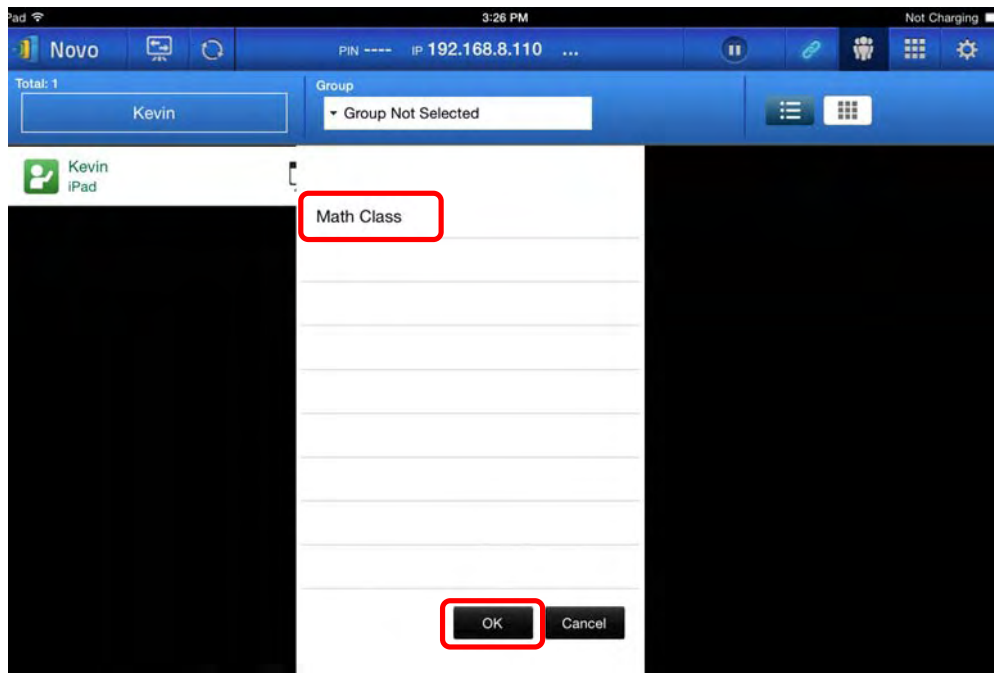 Pad 3:26 PM Not Charging
Novo PIN ---- IP 192.168.8.110 ...
Total: 1 Group
Kevin Group Not Selected
Kevin
iPad
Math Class
OK Cancel